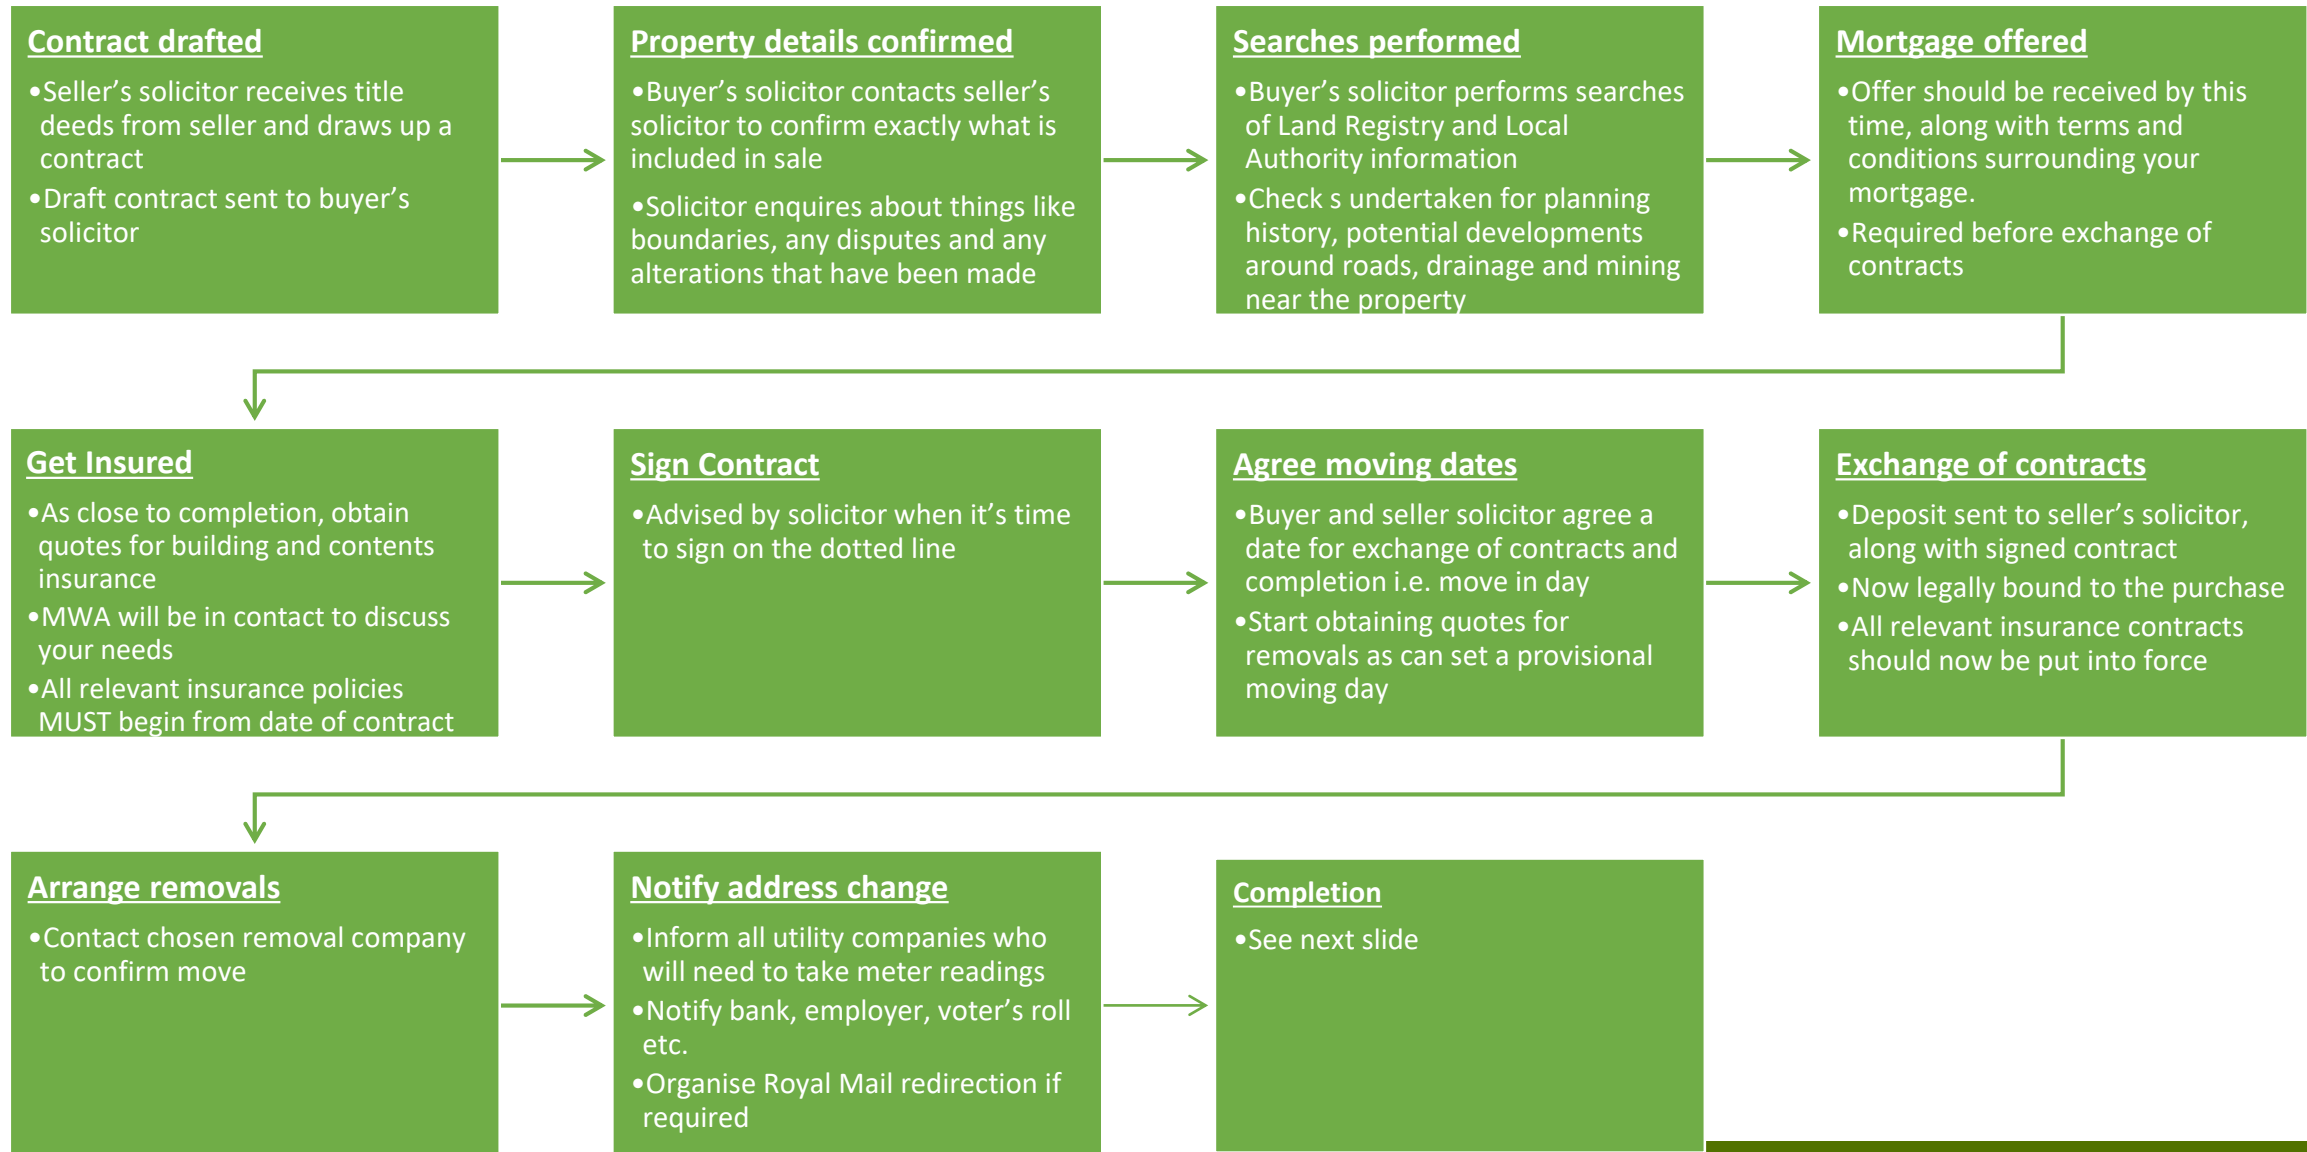 Contract drafted
•Seller’s solicitor receives title
deeds from seller and draws up a
contract
•Draft contract sent to buyer’s
solicitor
Property details confirmed
•Buyer’s solicitor contacts seller’s
solicitor to confirm exactly what is
included in sale
•Solicitor enquires about things like
boundaries, any disputes and any
alterations that have been made
Searches performed
•Buyer’s solicitor performs searches
of Land Registry and Local
Authority information
•Check s undertaken for planning
history, potential developments
around roads, drainage and mining
near the property
Mortgage offered
•Offer should be received by this
time, along with terms and
conditions surrounding your
mortgage.
•Required before exchange of
contracts
Get Insured
•As close to completion, obtain
quotes for building and contents
insurance
•MWA will be in contact to discuss
your needs
•All relevant insurance policies
MUST begin from date of contract
Sign Contract
•Advised by solicitor when it’s time
to sign on the dotted line
Agree moving dates
•Buyer and seller solicitor agree a
date for exchange of contracts and
completion i.e. move in day
•Start obtaining quotes for
removals as can set a provisional
moving day
Exchange of contracts
•Deposit sent to seller’s solicitor,
along with signed contract
•Now legally bound to the purchase
•All relevant insurance contracts
should now be put into force
Arrange removals
•Contact chosen removal company
to confirm move
Notify address change
•Inform all utility companies who
will need to take meter readings
•Notify bank, employer, voter’s roll
etc.
•Organise Royal Mail redirection if
required
Completion
•See next slide